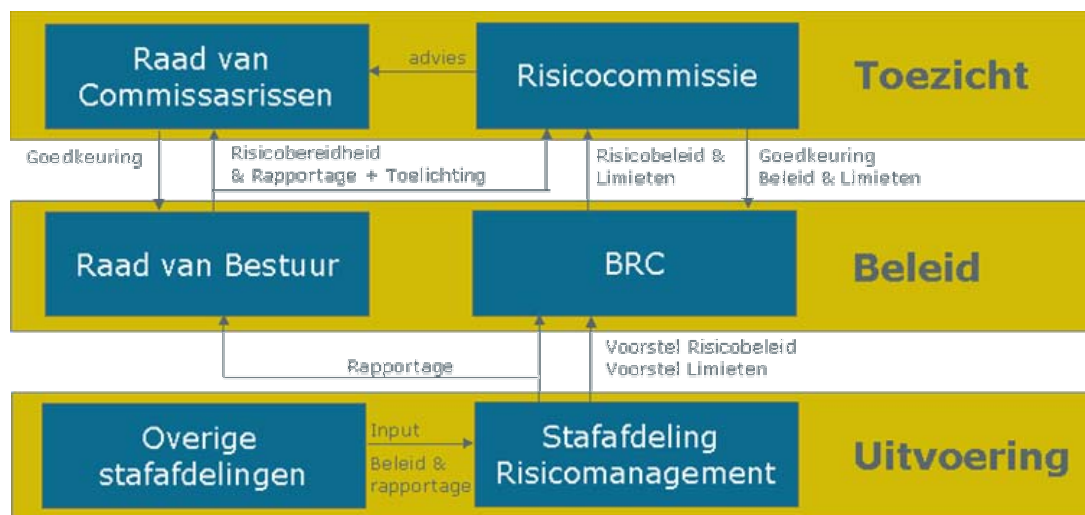 Raad van
Commissasrissen
advies
Risicocommissie
Toezicht
Goedkeuring
Risicobereidheid
& Rapportage + Toelichting
Risicobeleid &
Limieten
Goedkeuring
Beleid & Limieten
Raad van Bestuur
BRC
Beleid
Rapportage
Voorstel Risicobeleid
Voorstel Limieten
Overige
stafafdelingen
Input
Beleid &
rapportage
Stafafdeling
Risicomanagement
Uitvoering